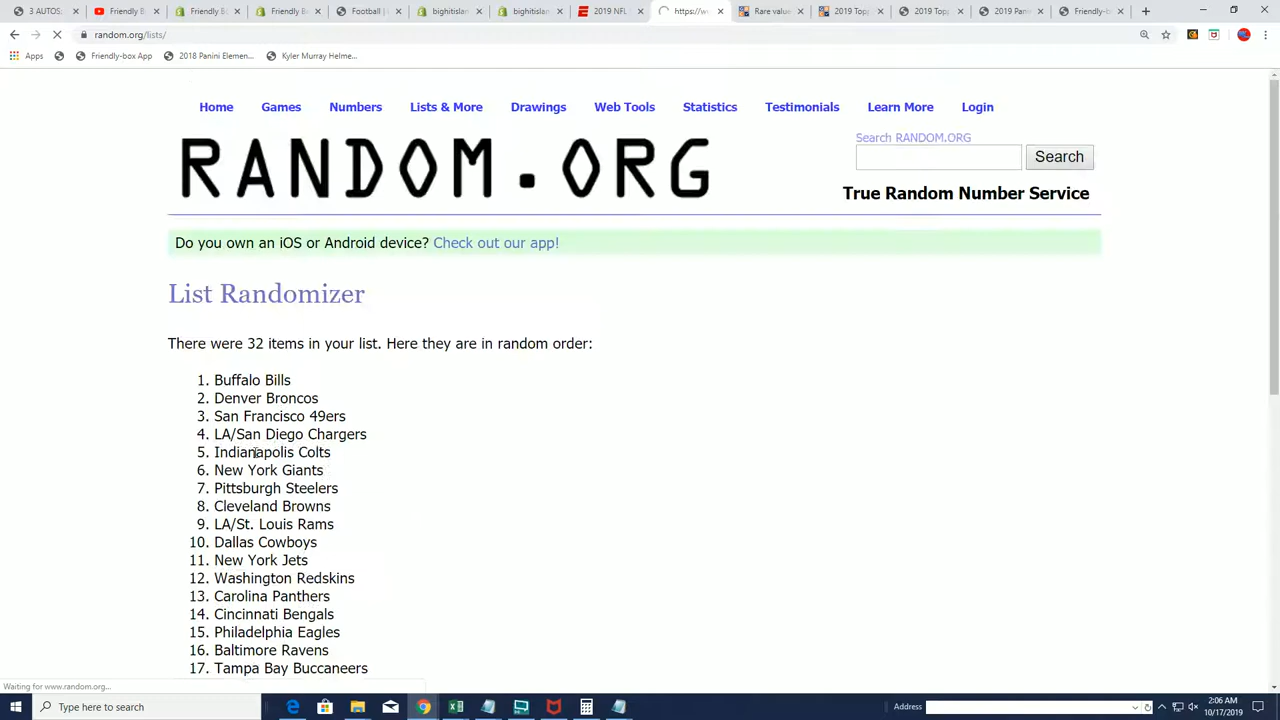 3 AUTOS:
Friendly B
Friendly B
Friendly B
Football |
bighitislan
bighitislan
2019 NFL
https://w
Rare value
2019 Topp
2019 Topp
2019 Panin
Friendly-b
random.org/lists/
Apps
Friendly-box App
2018 Panini Elemen...
Kyler Murray Helme...
Home
Games
Numbers
Lists & More
Drawings
Web Tools
Statistics
Testimonials
Learn More
Login
RANDOM.ORG
Search RANDOM.ORG
Search
True Random Number Service
Do you own an iOS or Android device? Check out our app!
List Randomizer
There were 32 items in your list. Here they are in random order:
1. Buffalo Bills
2. Denver Broncos
3. San Francisco 49ers
4. LA/San Diego Chargers
5. Indianapolis Colts
6. New York Giants
7. Pittsburgh Steelers
8. Cleveland Browns
9. LA/St. Louis Rams
10. Dallas Cowboys
11. New York Jets
12. Washington Redskins
13. Carolina Panthers
14. Cincinnati Bengals
15. Philadelphia Eagles
16. Baltimore Ravens
17. Tampa Bay Buccaneers
Waiting for www.random.org...
Type here to search
Address
2:06 AM
10/17/2019